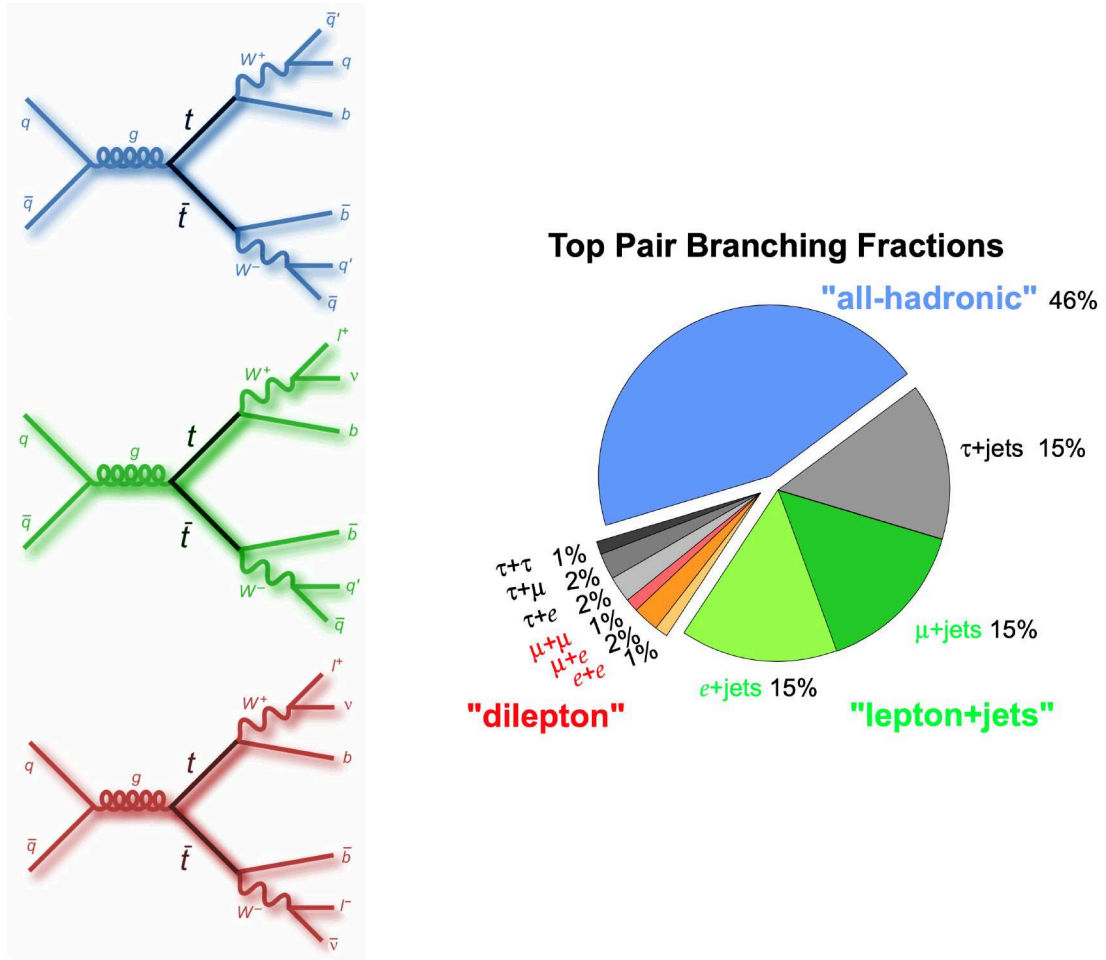 q̄'
W⁺
q
q
g
t
b
q̄
t̄
b̄
W⁻
q'
q̄
l⁺
W⁺
ν
q
g
t
b
q̄
t̄
b̄
W⁻
q'
q̄
l⁺
W⁺
ν
q
g
t
b
q̄
t̄
b̄
W⁻
l⁻
ν̄
Top Pair Branching Fractions
"all-hadronic" 46%
τ+jets 15%
μ+jets 15%
e+jets 15%
"lepton+jets"
τ+τ 1%
τ+μ 2%
τ+e 2%
μ+μ 1%
μ+e 2%
e+e 1%
"dilepton"